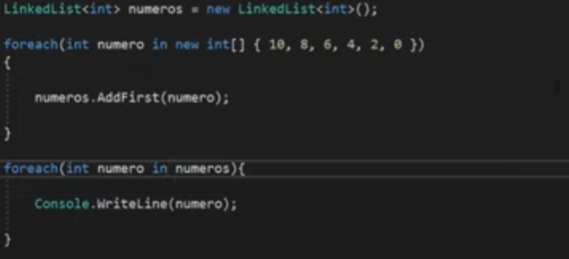 LinkedList<int> numeros = new LinkedList<int>();
foreach(int numero in new int[] { 10, 8, 6, 4, 2, 0 })
{
numeros.AddFirst(numero);
}
foreach(int numero in numeros){
Console.WriteLine(numero);
}